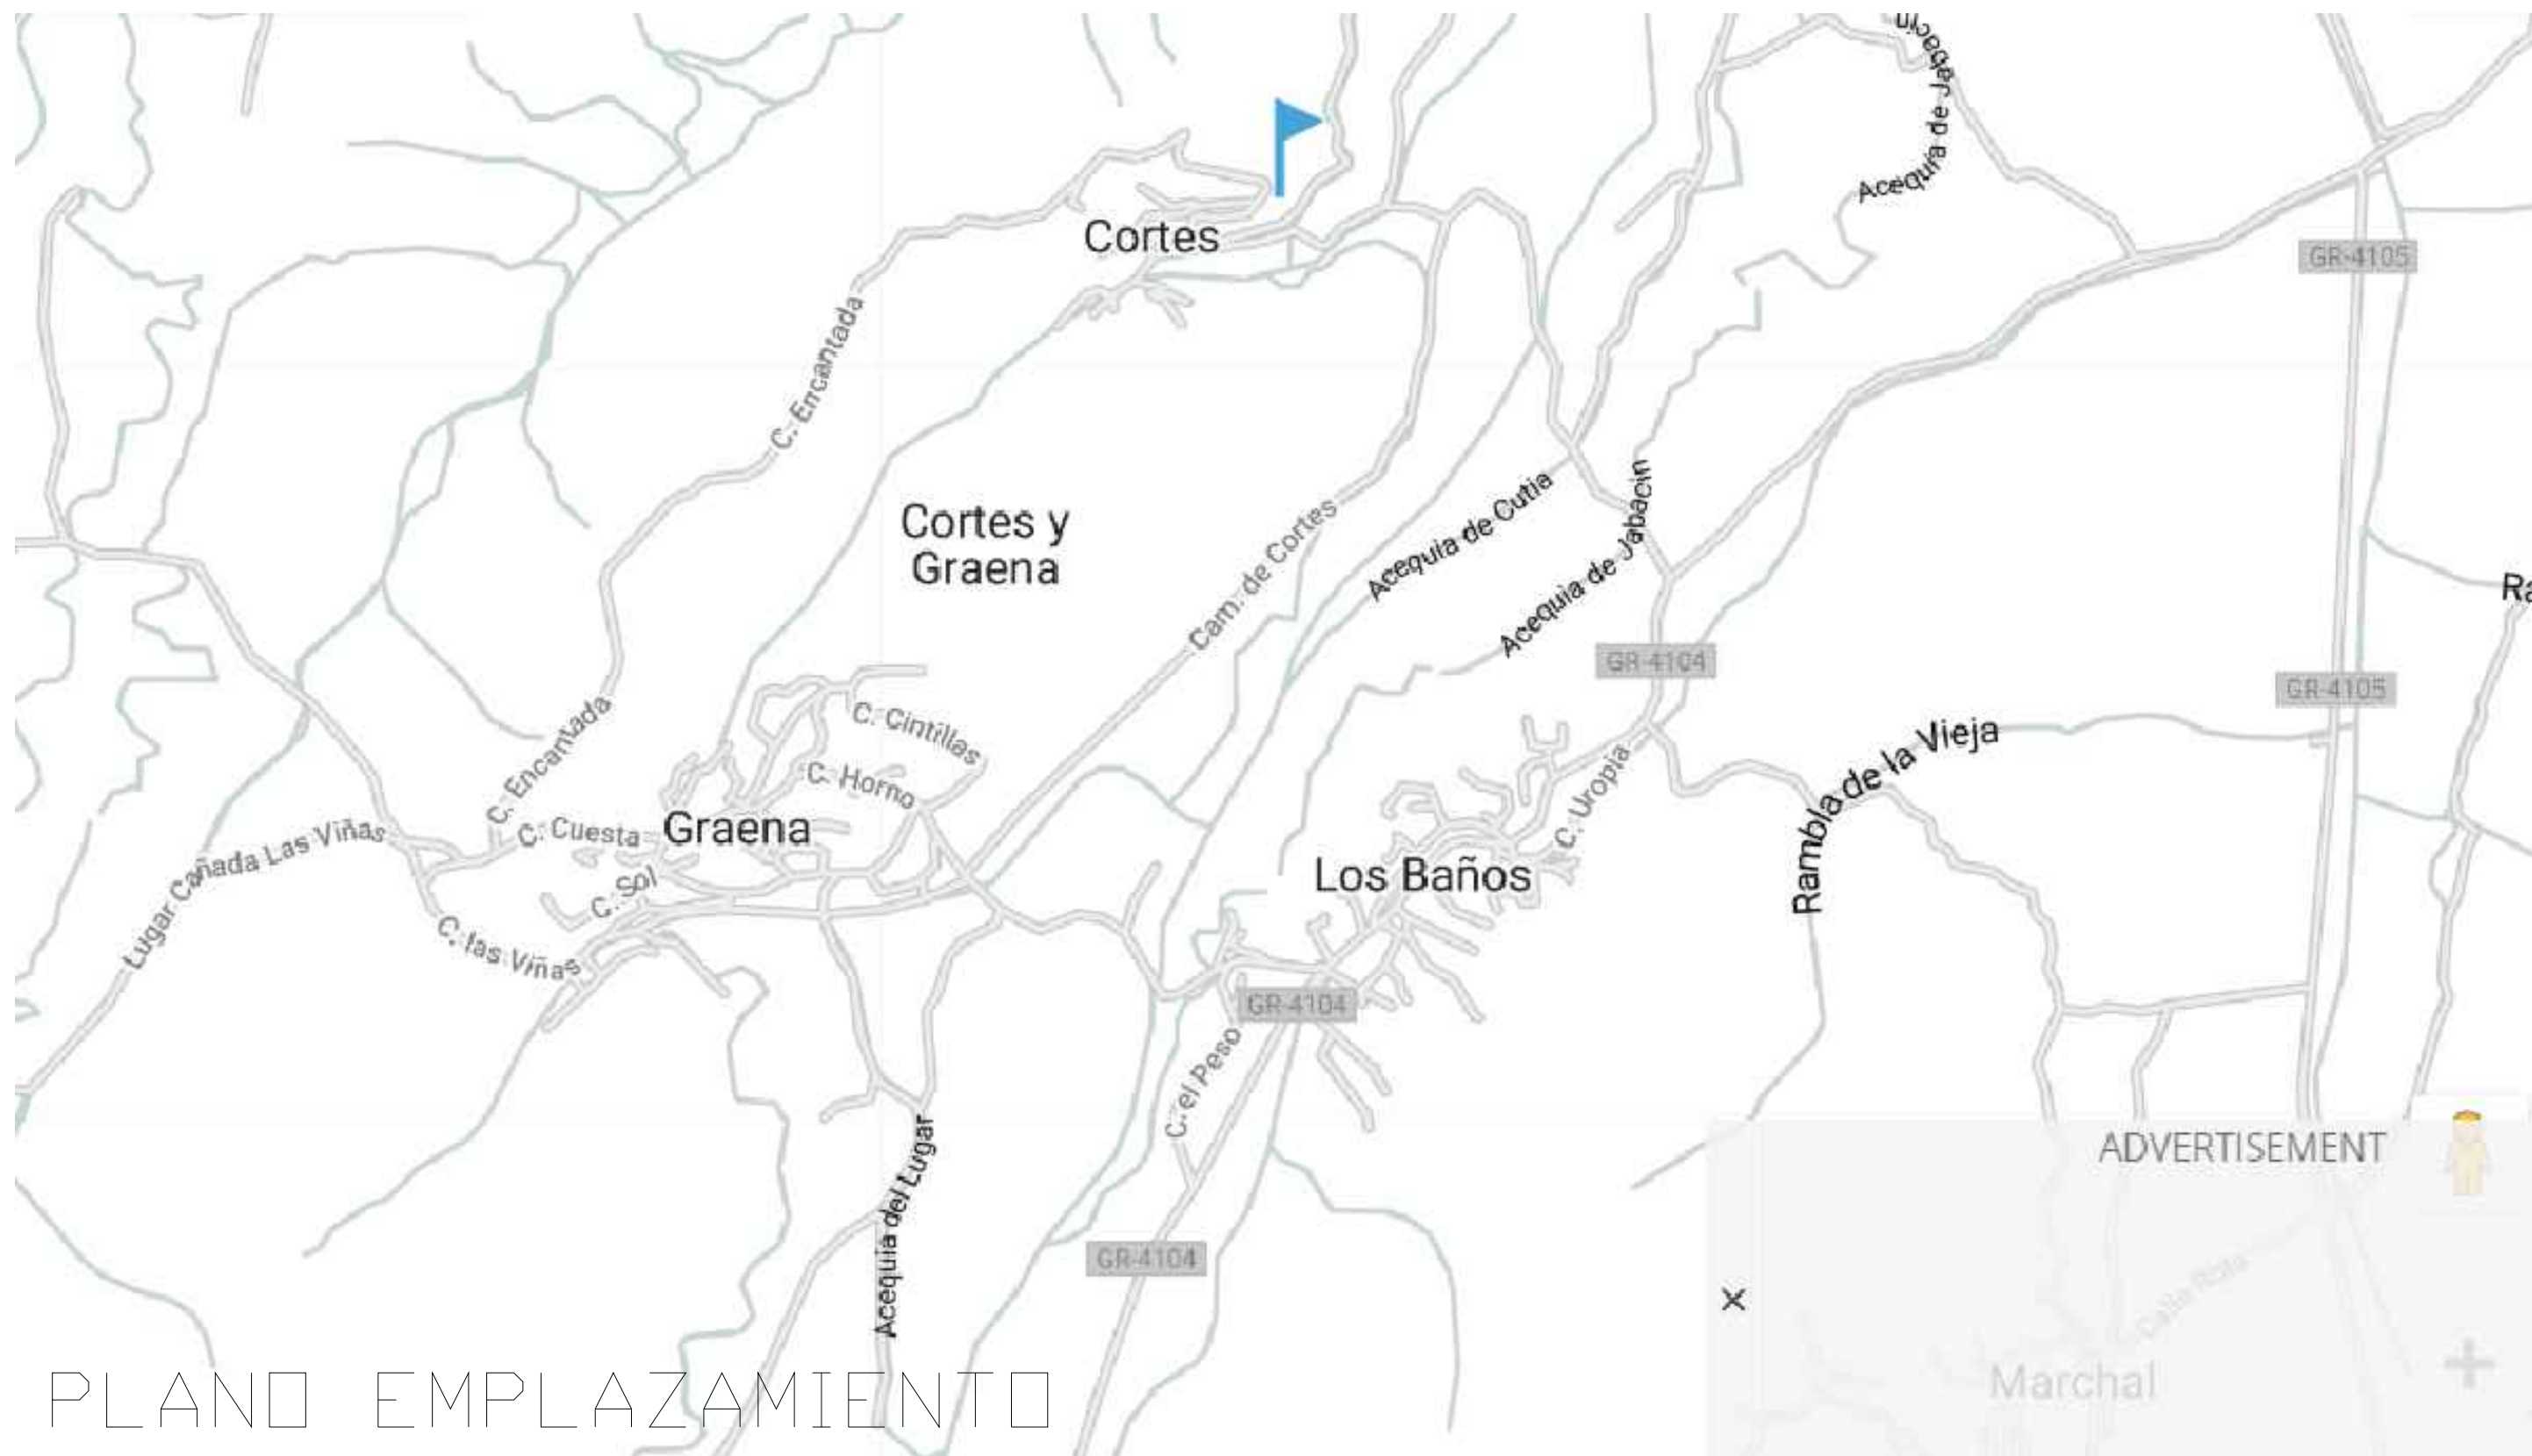 Jabacín
Acequia de Jabacín
Cortes
GR-4105
C. Encantada
Cortes y
Graena
Cam. de Cortes
Acequia de Cutia
Acequia de Jabacín
GR-4104
GR-4105
C. Encantada
C. Cintillas
C. Horno
C. Uropia
Rambla de la Vieja
C. Cuesta
Graena
Los Baños
Lugar Cañada Las Viñas
C. Sol
C. las Viñas
GR-4104
C. el Peso
Acequia del Lugar
ADVERTISEMENT
GR-4104
Marchal
PLANO EMPLAZAMIENTO